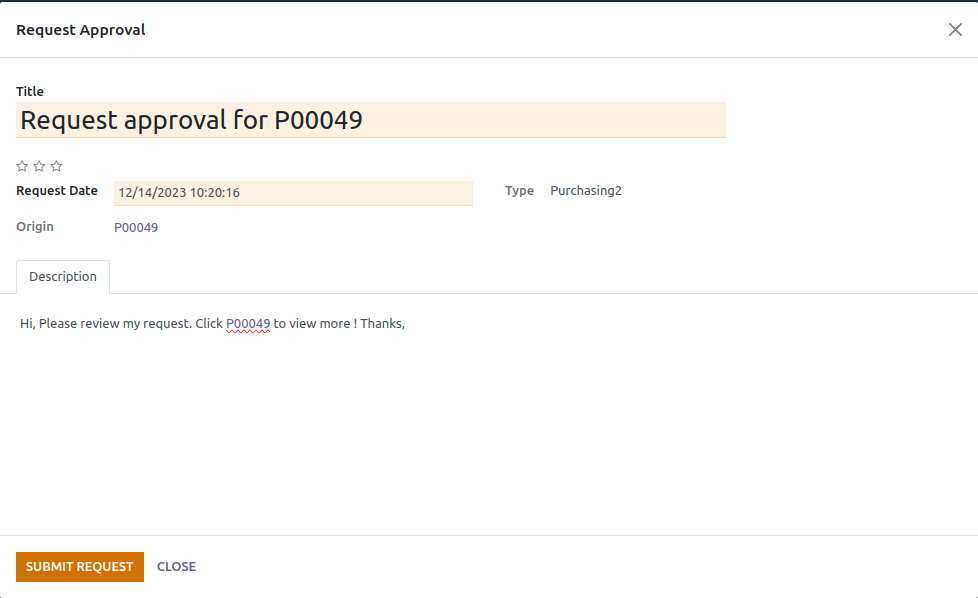 Request Approval
Title
Request approval for P00049
Request Date 12/14/2023 10:20:16 Type Purchasing2
Origin P00049
Description
Hi, Please review my request. Click P00049 to view more ! Thanks,
SUBMIT REQUEST CLOSE